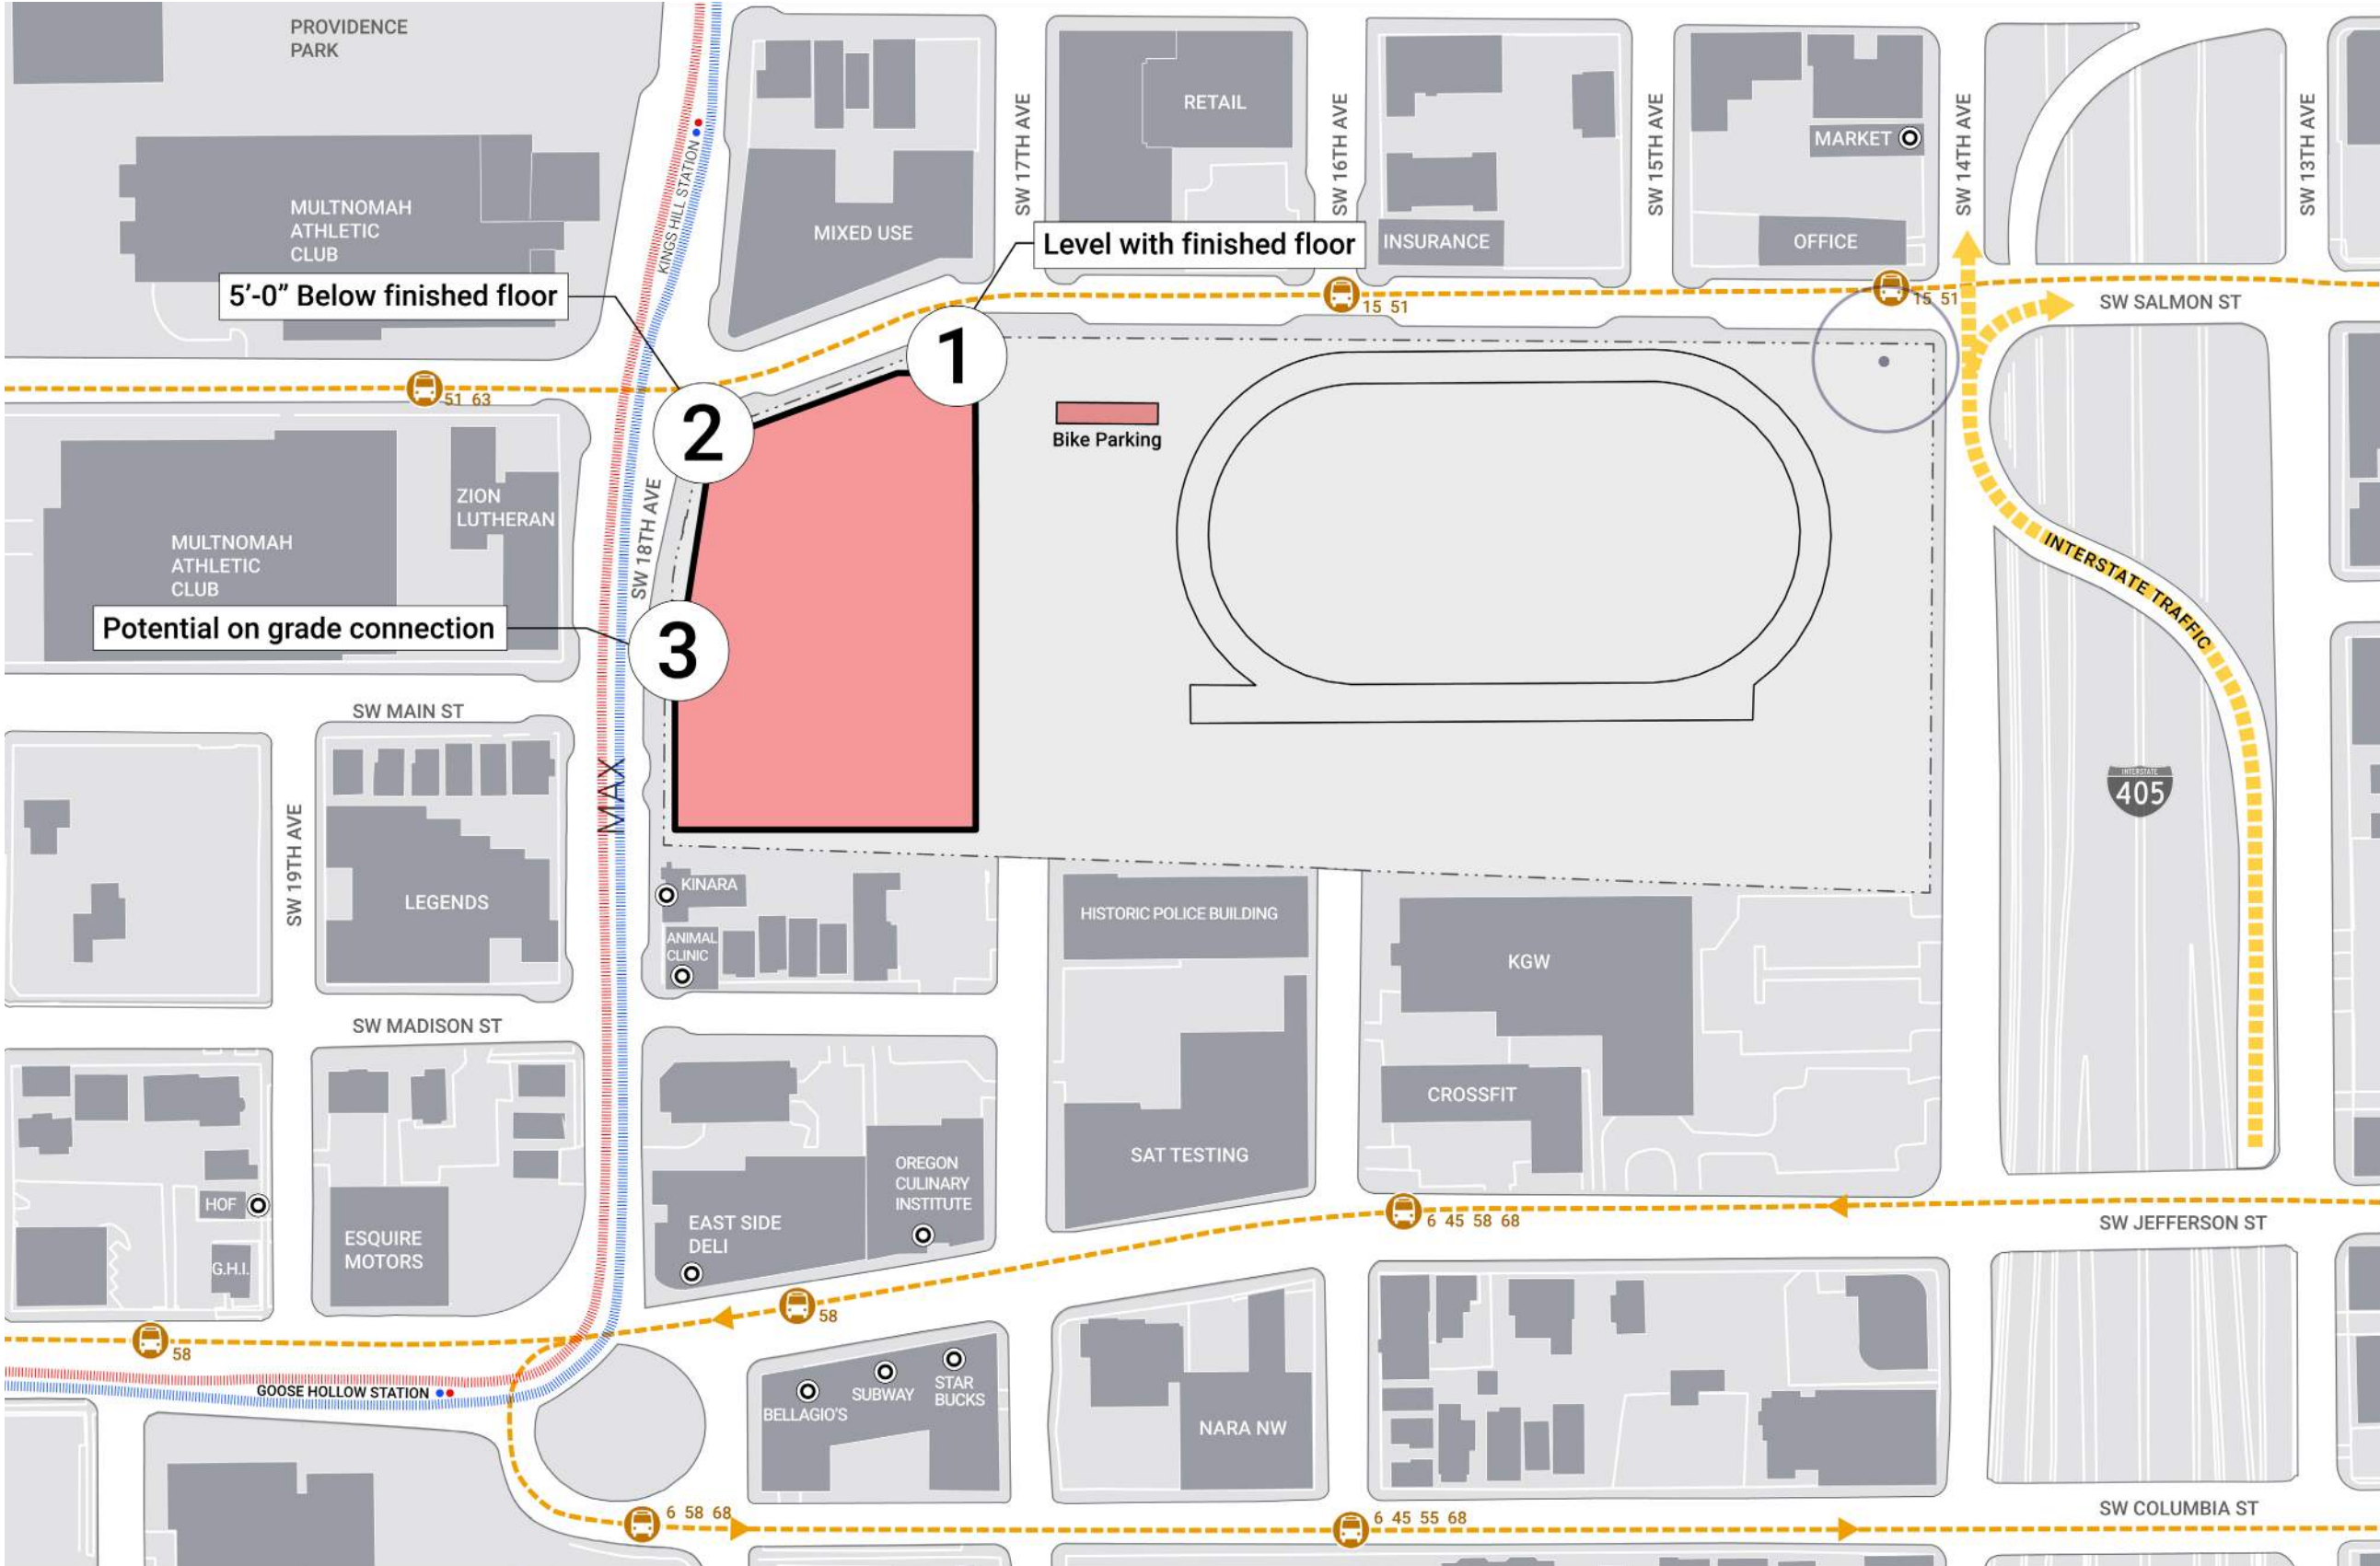 PROVIDENCE
PARK
MULTNOMAH
ATHLETIC
CLUB
KINGS HILL STATION
MIXED USE
SW 17TH AVE
RETAIL
SW 16TH AVE
INSURANCE
SW 15TH AVE
MARKET
OFFICE
SW 14TH AVE
SW 13TH AVE
Level with finished floor
5’-0” Below finished floor
15 51
15 51
SW SALMON ST
1
2
51 63
Bike Parking
ZION
LUTHERAN
MULTNOMAH
ATHLETIC
CLUB
SW 18TH AVE
Potential on grade connection
3
INTERSTATE TRAFFIC
SW MAIN ST
MAX
INTERSTATE
405
SW 19TH AVE
LEGENDS
KINARA
ANIMAL
CLINIC
HISTORIC POLICE BUILDING
KGW
SW MADISON ST
CROSSFIT
SAT TESTING
OREGON
CULINARY
INSTITUTE
EAST SIDE
DELI
HOF
ESQUIRE
MOTORS
G.H.I.
6 45 58 68
SW JEFFERSON ST
58
58
GOOSE HOLLOW STATION
BELLAGIO'S
SUBWAY
STAR
BUCKS
NARA NW
6 58 68
6 45 55 68
SW COLUMBIA ST